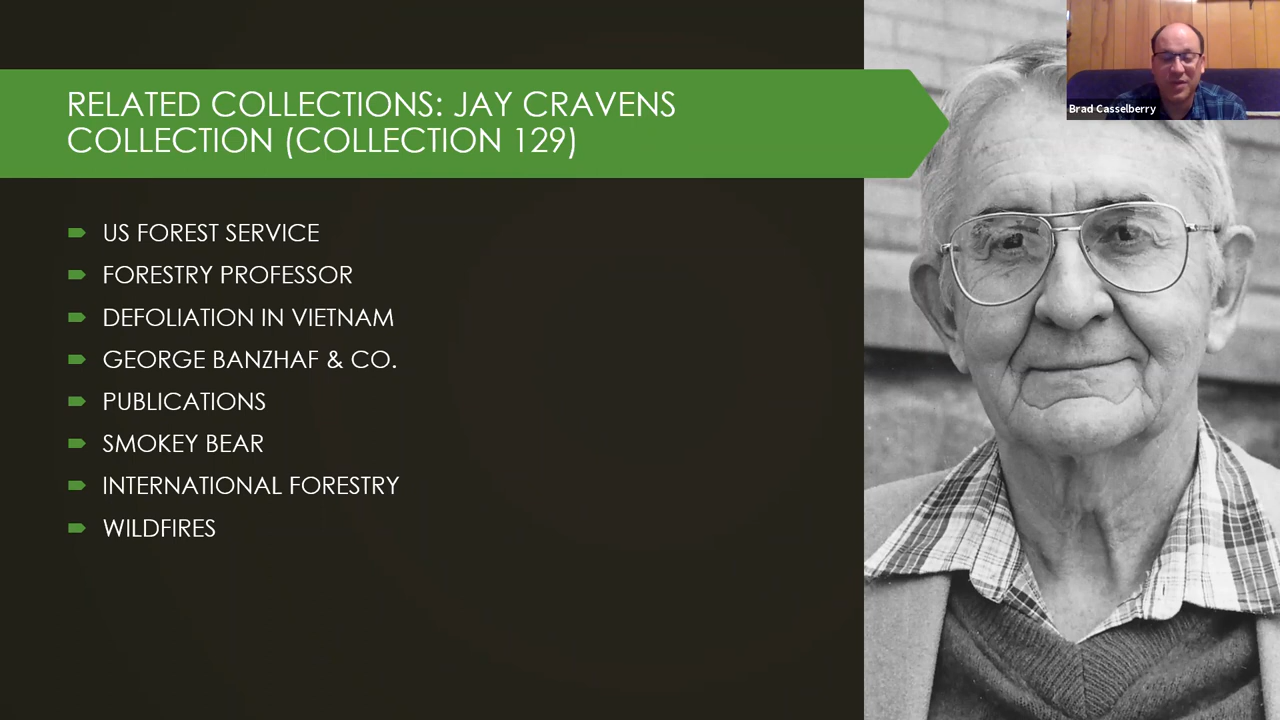 RELATED COLLECTIONS: JAY CRAVENS
COLLECTION (COLLECTION 129)
US FOREST SERVICE
FORESTRY PROFESSOR
DEFOLIATION IN VIETNAM
GEORGE BANZHAF & CO.
PUBLICATIONS
SMOKEY BEAR
INTERNATIONAL FORESTRY
WILDFIRES
Brad Casselberry